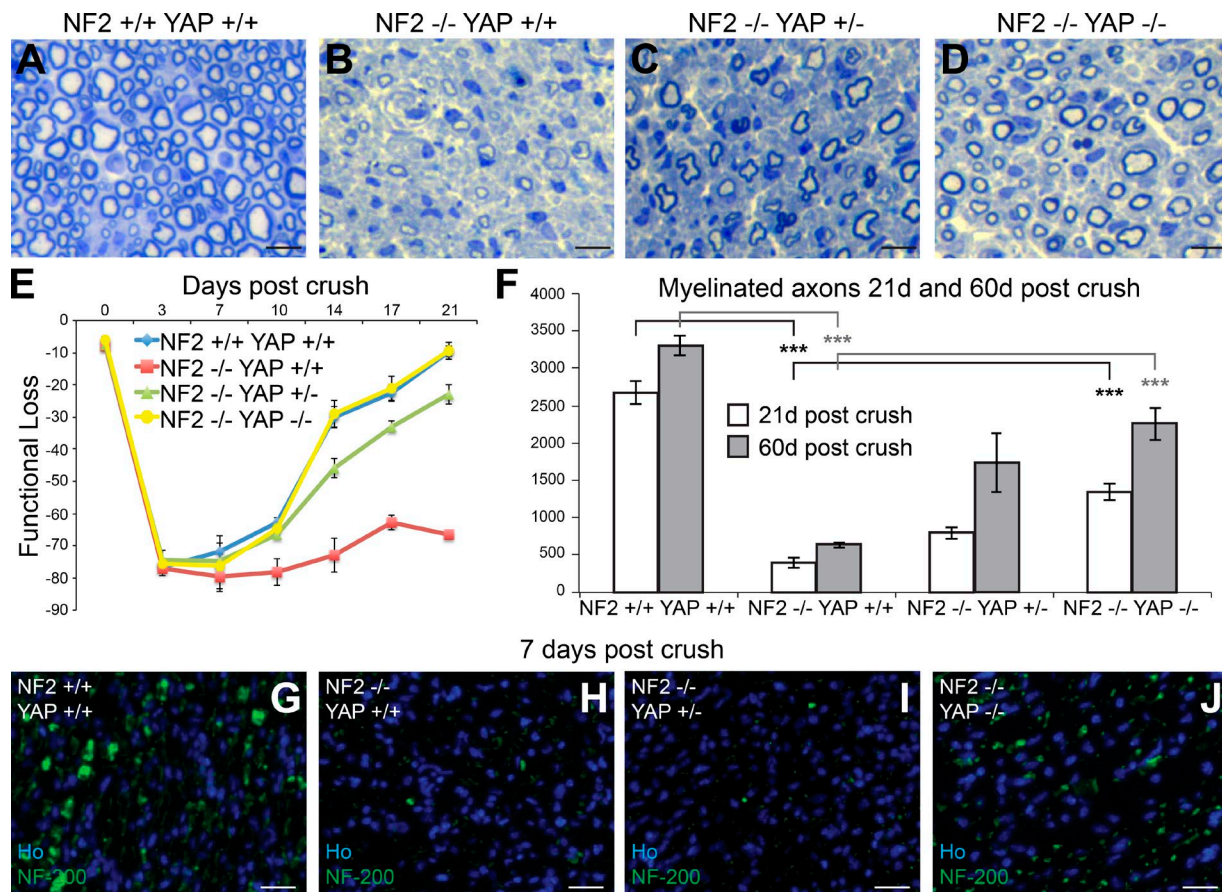 NF2 +/+ YAP +/+
NF2 -/- YAP +/+
NF2 -/- YAP +/-
NF2 -/- YAP -/-
A
B
C
D
E
Days post crush
0 3 7 10 14 17 21
Functional Loss
0
-10
-20
-30
-40
-50
-60
-70
-80
-90
NF2 +/+ YAP +/+
NF2 -/- YAP +/+
NF2 -/- YAP +/-
NF2 -/- YAP -/-
F
Myelinated axons 21d and 60d post crush
4000
3500
3000
2500
2000
1500
1000
500
0
***
***
***
***
21d post crush
60d post crush
NF2 +/+ YAP +/+
NF2 -/- YAP +/+
NF2 -/- YAP +/-
NF2 -/- YAP -/-
7 days post crush
NF2 +/+
YAP +/+
G
Ho
NF-200
NF2 -/-
YAP +/+
H
Ho
NF-200
NF2 -/-
YAP +/-
I
Ho
NF-200
NF2 -/-
YAP -/-
J
Ho
NF-200